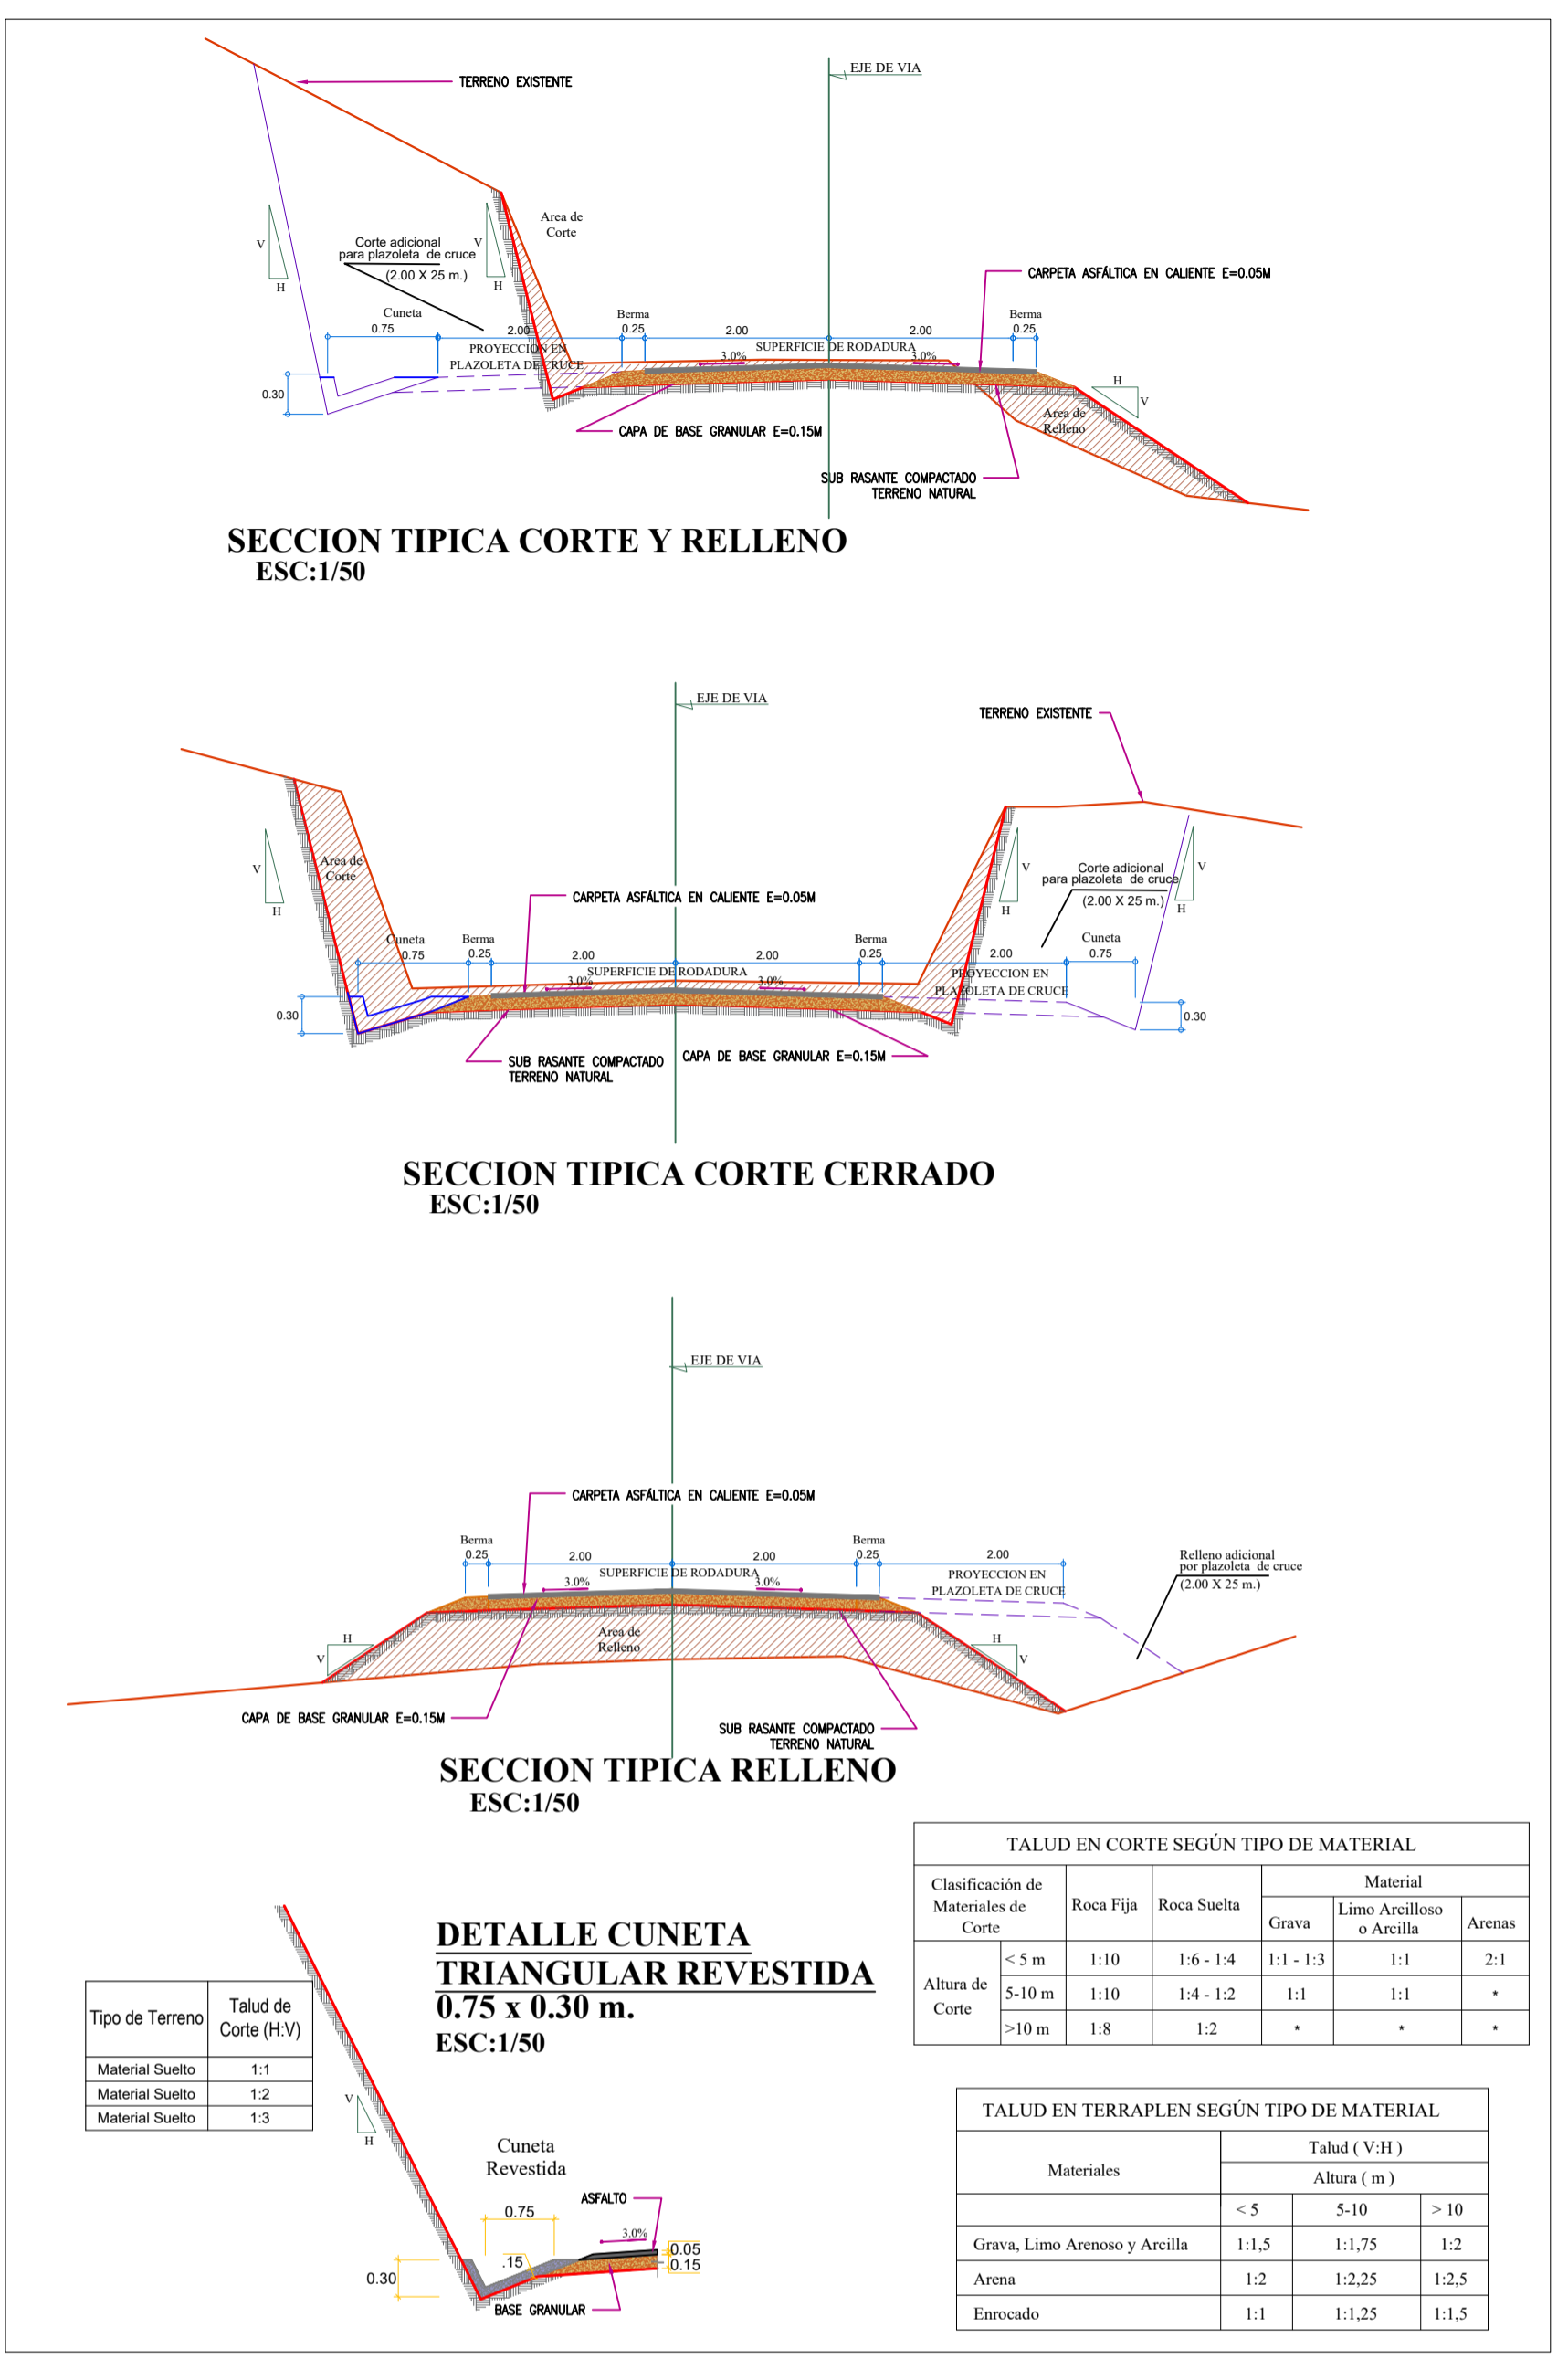 EJE DE VIA
TERRENO EXISTENTE
Area de
Corte
V
H
V
H
Corte adicional
para plazoleta de cruce
(2.00 X 25 m.)
CARPETA ASFÁLTICA EN CALIENTE E=0.05M
Cuneta
0.75
2.00
Berma
0.25
2.00
2.00
Berma
0.25
PROYECCION EN
PLAZOLETA DE CRUCE
SUPERFICIE DE RODADURA
3.0%
3.0%
0.30
H
V
Area de
Relleno
CAPA DE BASE GRANULAR E=0.15M
SUB RASANTE COMPACTADO
TERRENO NATURAL
SECCION TIPICA CORTE Y RELLENO
ESC:1/50
EJE DE VIA
TERRENO EXISTENTE
Area de
Corte
V
H
V
H
V
H
Corte adicional
para plazoleta de cruce
(2.00 X 25 m.)
CARPETA ASFÁLTICA EN CALIENTE E=0.05M
Cuneta
0.75
Berma
0.25
2.00
2.00
Berma
0.25
2.00
Cuneta
0.75
SUPERFICIE DE RODADURA
3.0%
3.0%
PROYECCION EN
PLAZOLETA DE CRUCE
0.30
0.30
SUB RASANTE COMPACTADO
TERRENO NATURAL
CAPA DE BASE GRANULAR E=0.15M
SECCION TIPICA CORTE CERRADO
ESC:1/50
EJE DE VIA
CARPETA ASFÁLTICA EN CALIENTE E=0.05M
Berma
0.25
2.00
2.00
Berma
0.25
2.00
SUPERFICIE DE RODADURA
3.0%
3.0%
PROYECCION EN
PLAZOLETA DE CRUCE
Relleno adicional
por plazoleta de cruce
(2.00 X 25 m.)
Area de
Relleno
H
V
H
V
CAPA DE BASE GRANULAR E=0.15M
SUB RASANTE COMPACTADO
TERRENO NATURAL
SECCION TIPICA RELLENO
ESC:1/50
TALUD EN CORTE SEGÚN TIPO DE MATERIAL
Clasificación de
Materiales de
Corte
Roca Fija
Roca Suelta
Material
Grava
Limo Arcilloso
o Arcilla
Arenas
Altura de
Corte
< 5 m 1:10 1:6 - 1:4 1:1 - 1:3 1:1 2:1
5-10 m 1:10 1:4 - 1:2 1:1 1:1 *
>10 m 1:8 1:2 * * *
DETALLE CUNETA
TRIANGULAR REVESTIDA
0.75 x 0.30 m.
ESC:1/50
Tipo de Terreno
Talud de
Corte (H:V)
Material Suelto 1:1
Material Suelto 1:2
Material Suelto 1:3
V
H
Cuneta
Revestida
ASFALTO
0.75
3.0%
.15
0.05
0.15
0.30
BASE GRANULAR
TALUD EN TERRAPLEN SEGÚN TIPO DE MATERIAL
Materiales
Talud ( V:H )
Altura ( m )
< 5 5-10 > 10
Grava, Limo Arenoso y Arcilla 1:1,5 1:1,75 1:2
Arena 1:2 1:2,25 1:2,5
Enrocado 1:1 1:1,25 1:1,5